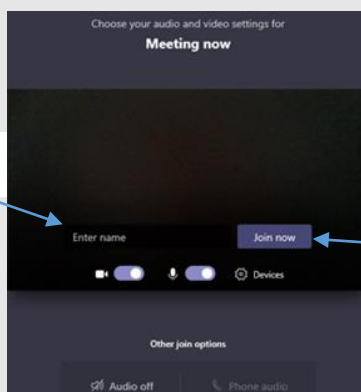 Choose your audio and video settings for
Meeting now
Enter name
Join now
Devices
Other join options
Audio off
Phone audio